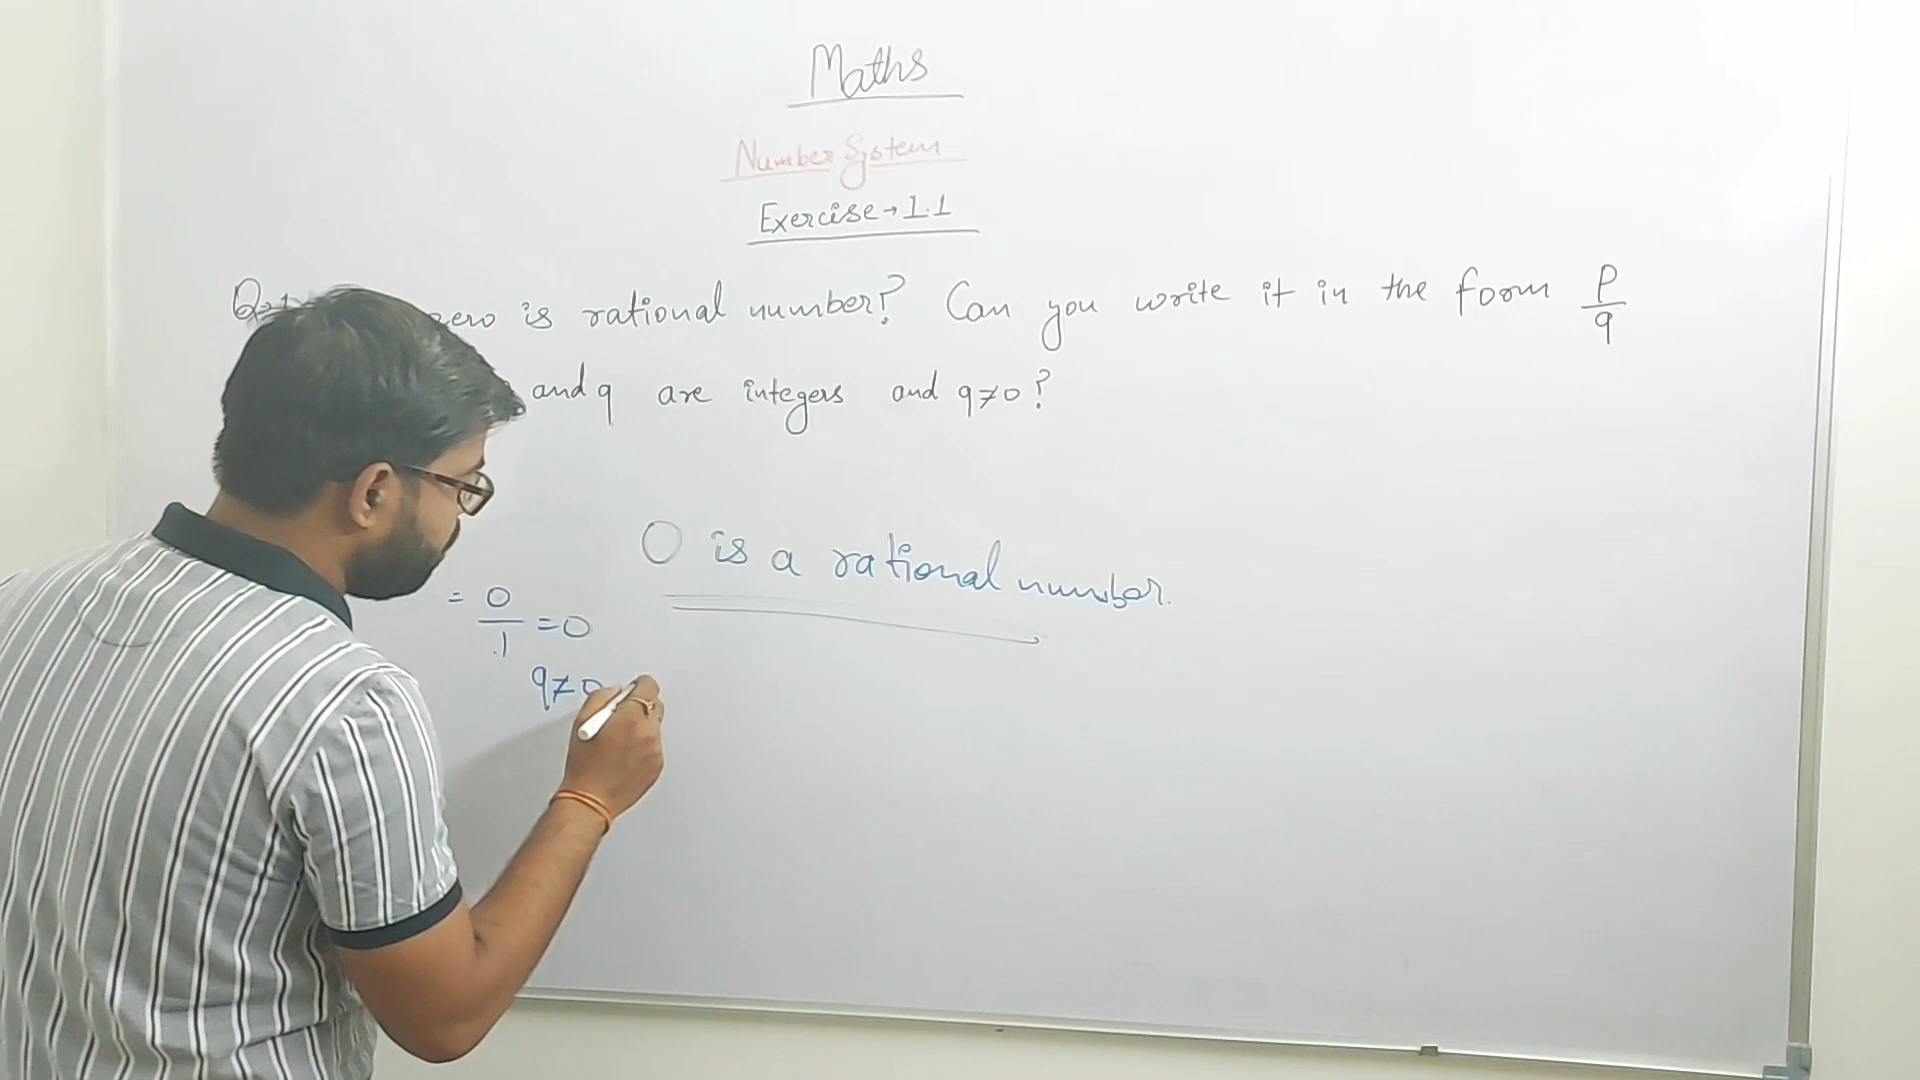 Maths
Number System
Exercise → 1.1
zero is rational number? Can you write it in the form P/q
and q are integers and q≠0?
0 is a rational number.
= 0/1 = 0
q≠0